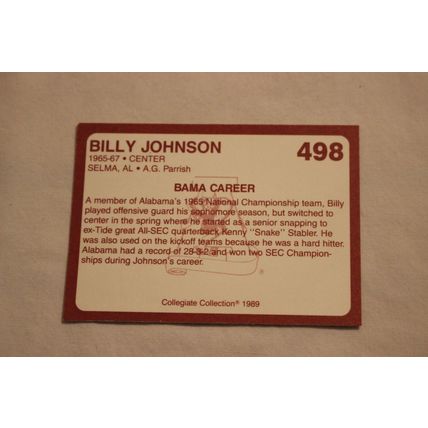 BILLY JOHNSON
498
1965-67 • CENTER
SELMA, AL • A.G. Parrish
BAMA CAREER
A member of Alabama's 1965 National Championship team, Billy
played offensive guard his sophomore season, but switched to
center in the spring where he started as a senior snapping to
ex-Tide great All-SEC quarterback Kenny "Snake" Stabler. He
was also used on the kickoff teams because he was a hard hitter.
Alabama had a record of 28-3-2 and won two SEC Champion-
ships during Johnson's career.
Collegiate Collection® 1989